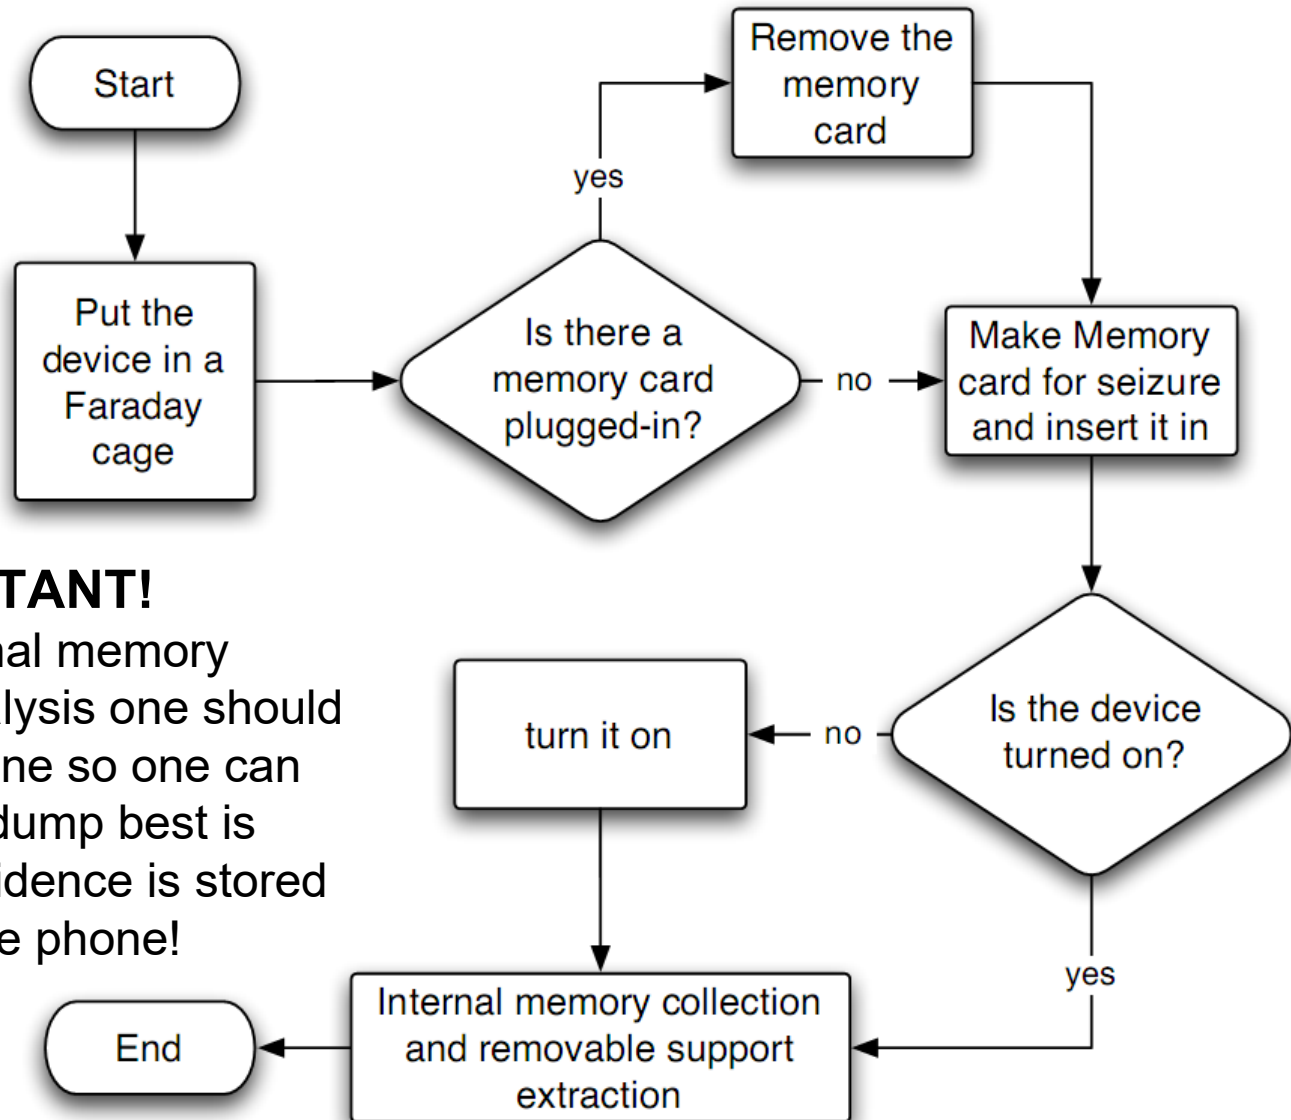 Start
Put the
device in a
Faraday
cage
Is there a
memory card
plugged-in?
yes
Remove the
memory
card
no
Make Memory
card for seizure
and insert it in
Is the device
turned on?
no
turn it on
yes
Internal memory collection
and removable support
extraction
End
TANT!
nal memory
alysis one should
ne so one can
dump best is
idence is stored
e phone!